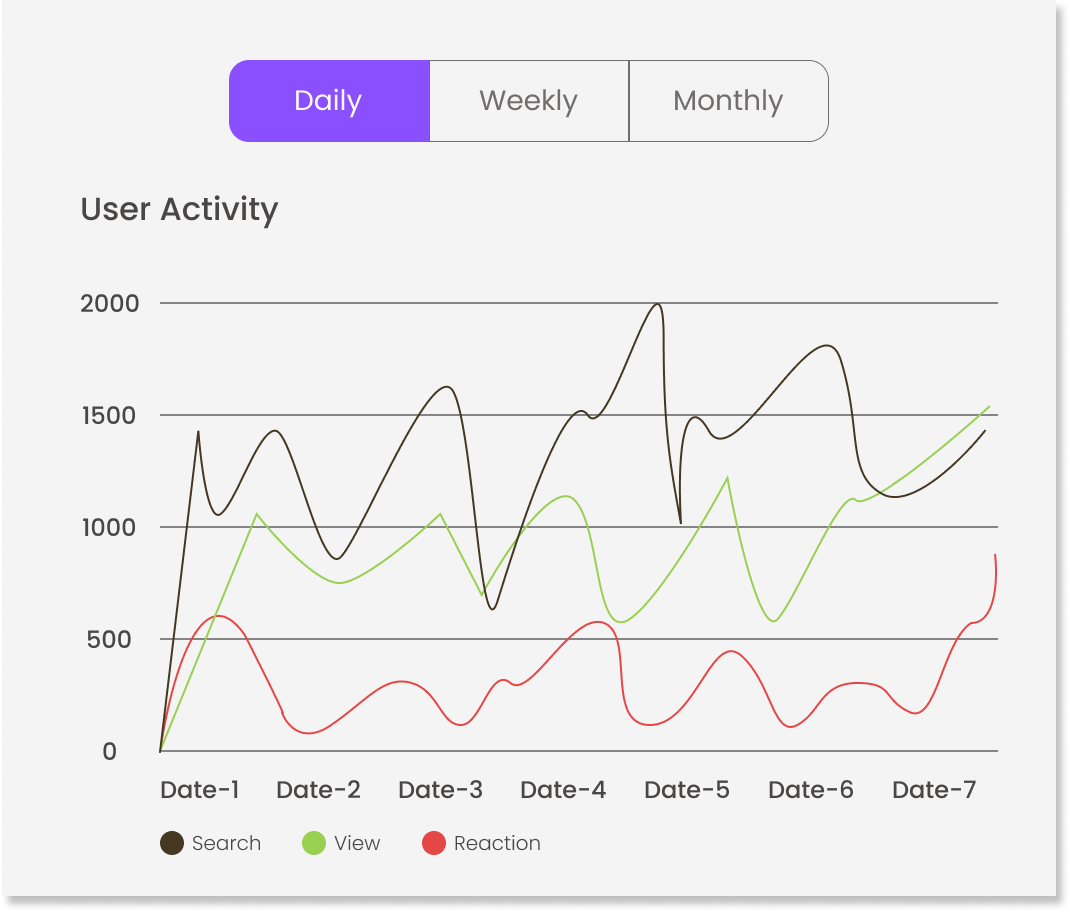 Daily Weekly Monthly
User Activity
2000
1500
1000
500
0
Date-1 Date-2 Date-3 Date-4 Date-5 Date-6 Date-7
Search View Reaction